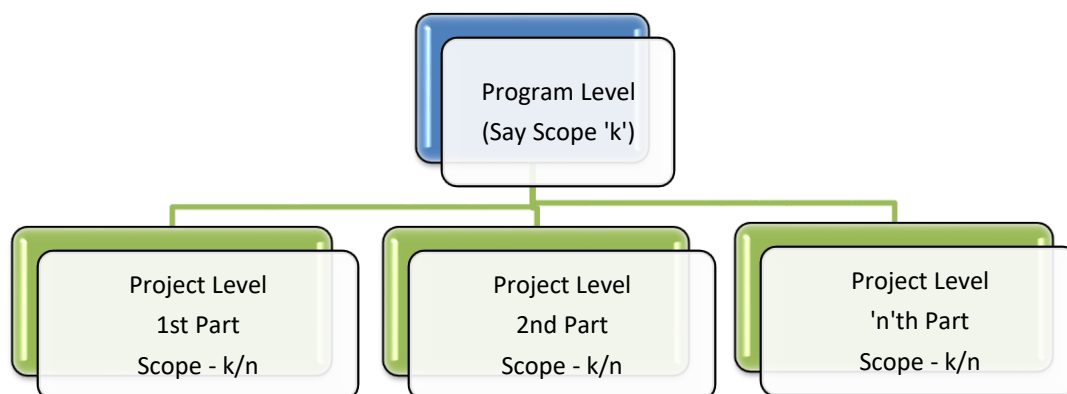 Program Level
(Say Scope 'k')
Project Level
1st Part
Scope - k/n
Project Level
2nd Part
Scope - k/n
Project Level
'n'th Part
Scope - k/n